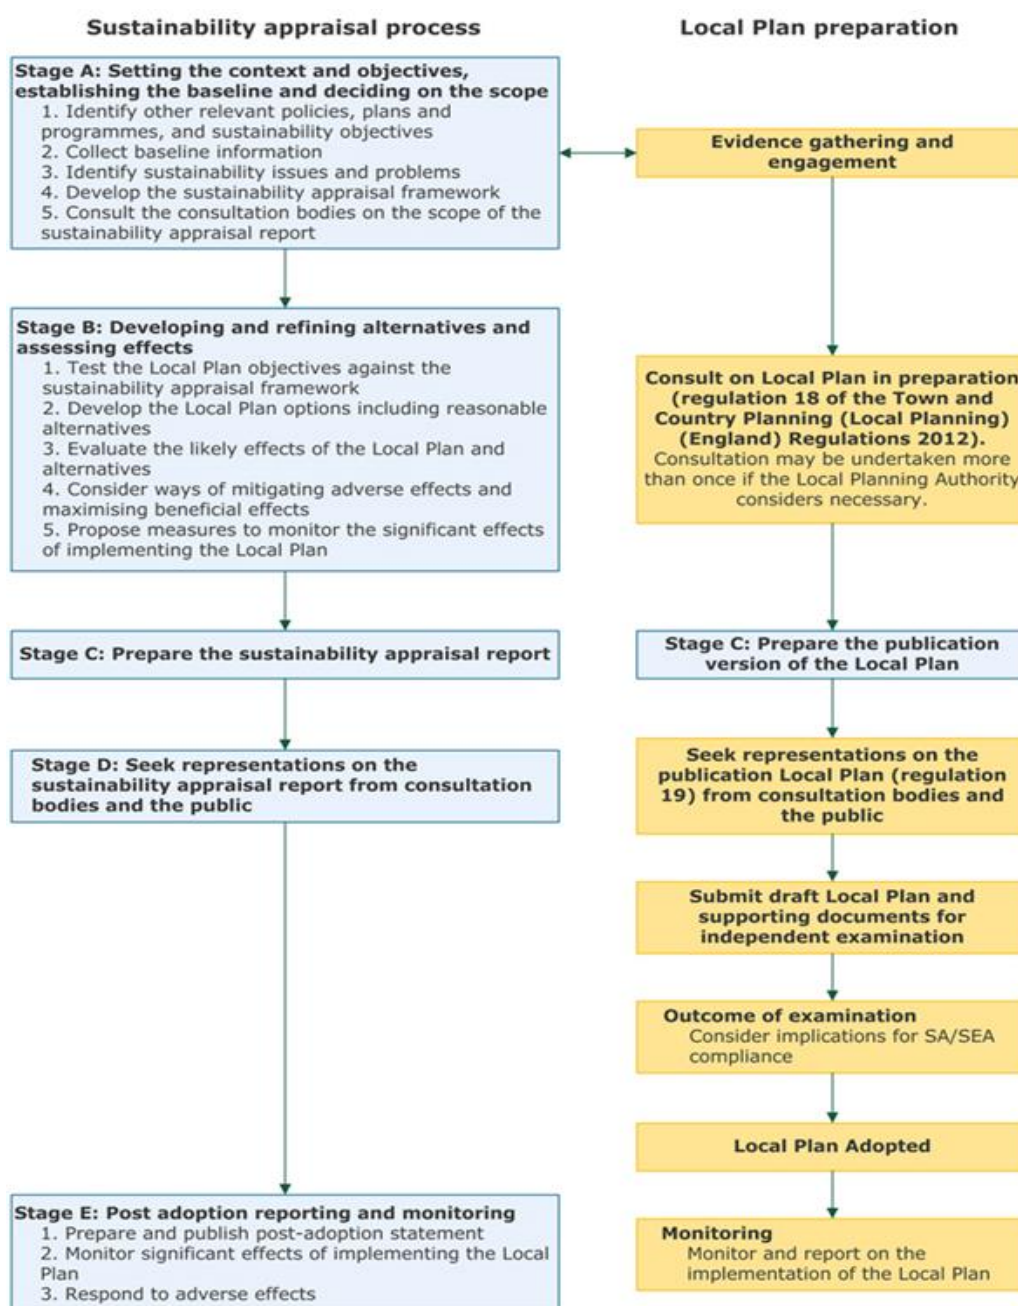 Sustainability appraisal process
Stage A: Setting the context and objectives,
establishing the baseline and deciding on the scope
1. Identify other relevant policies, plans and
programmes, and sustainability objectives
2. Collect baseline information
3. Identify sustainability issues and problems
4. Develop the sustainability appraisal framework
5. Consult the consultation bodies on the scope of the
sustainability appraisal report
Stage B: Developing and refining alternatives and
assessing effects
1. Test the Local Plan objectives against the
sustainability appraisal framework
2. Develop the Local Plan options including reasonable
alternatives
3. Evaluate the likely effects of the Local Plan and
alternatives
4. Consider ways of mitigating adverse effects and
maximising beneficial effects
5. Propose measures to monitor the significant effects
of implementing the Local Plan
Stage C: Prepare the sustainability appraisal report
Stage D: Seek representations on the
sustainability appraisal report from consultation
bodies and the public
Stage E: Post adoption reporting and monitoring
1. Prepare and publish post-adoption statement
2. Monitor significant effects of implementing the Local
Plan
3. Respond to adverse effects
Local Plan preparation
Evidence gathering and
engagement
Consult on Local Plan in preparation
(regulation 18 of the Town and
Country Planning (Local Planning)
(England) Regulations 2012).
Consultation may be undertaken more
than once if the Local Planning Authority
considers necessary.
Stage C: Prepare the publication
version of the Local Plan
Seek representations on the
publication Local Plan (regulation
19) from consultation bodies and
the public
Submit draft Local Plan and
supporting documents for
independent examination
Outcome of examination
Consider implications for SA/SEA
compliance
Local Plan Adopted
Monitoring
Monitor and report on the
implementation of the Local Plan